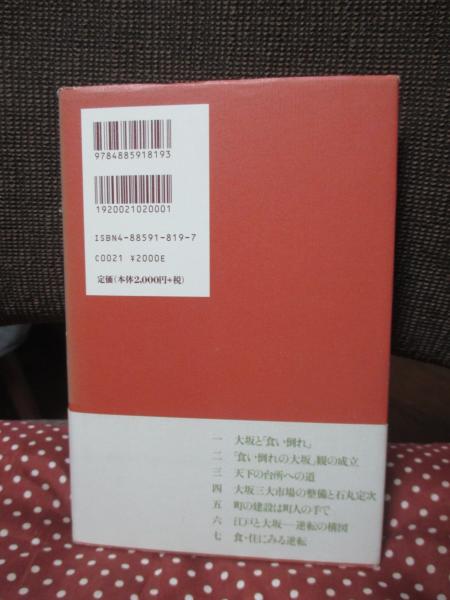 9784885918193
1920021020001
ISBN4-88591-819-7
C0021 ¥2000E
定価(本体2,000円+税)
一 大坂と「食い倒れ」
二 「食い倒れの大坂」観の成立
三 天下の台所への道
四 大坂三大市場の整備と石丸定次
五 町の建設は町人の手で
六 江戸と大坂―逆転の構図
七 食・住にみる逆転